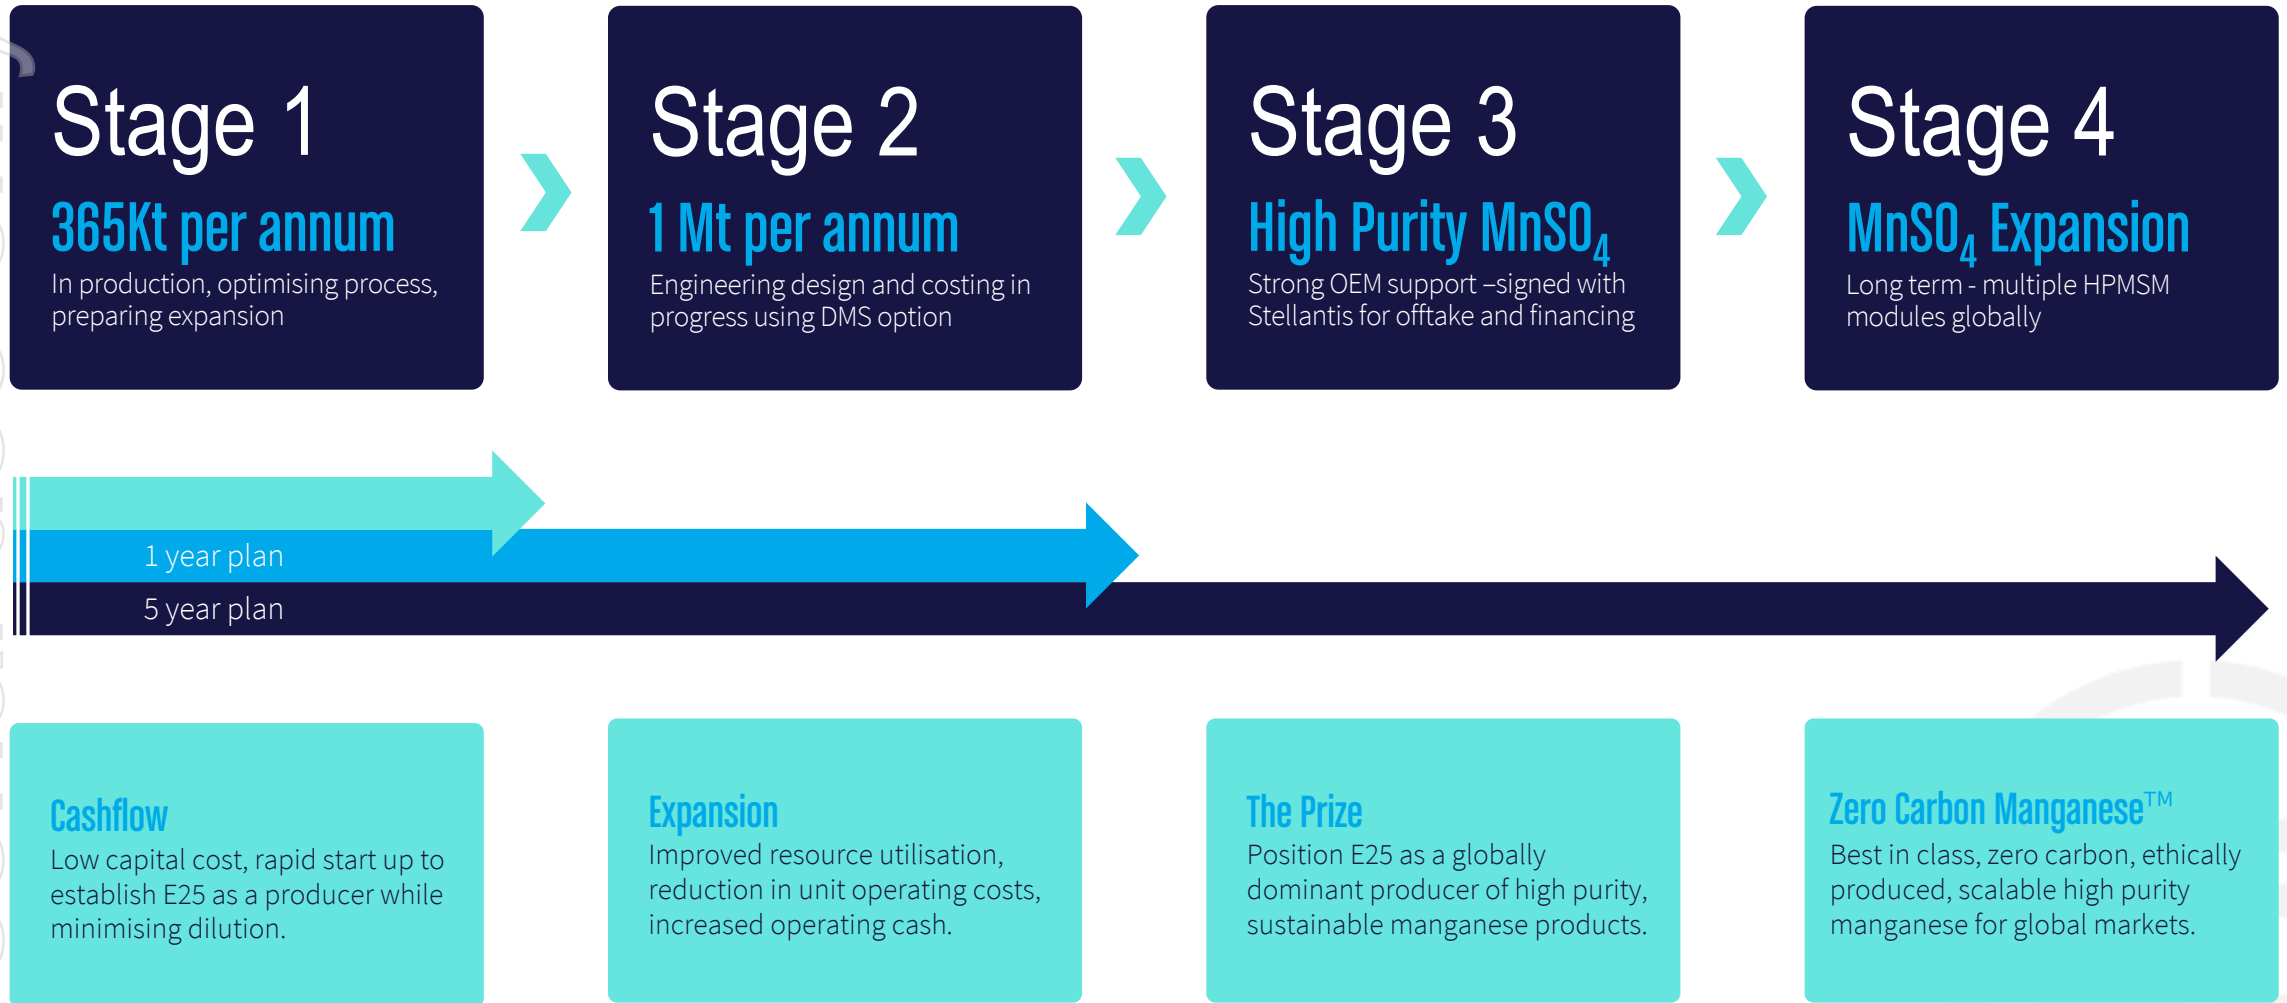 Stage 1
365Kt per annum
In production, optimising process,
preparing expansion
Stage 2
1 Mt per annum
Engineering design and costing in
progress using DMS option
Stage 3
High Purity MnSO₄
Strong OEM support –signed with
Stellantis for offtake and financing
Stage 4
MnSO₄ Expansion
Long term - multiple HPMSM
modules globally
1 year plan
5 year plan
Cashflow
Low capital cost, rapid start up to
establish E25 as a producer while
minimising dilution.
Expansion
Improved resource utilisation,
reduction in unit operating costs,
increased operating cash.
The Prize
Position E25 as a globally
dominant producer of high purity,
sustainable manganese products.
Zero Carbon Manganese™
Best in class, zero carbon, ethically
produced, scalable high purity
manganese for global markets.